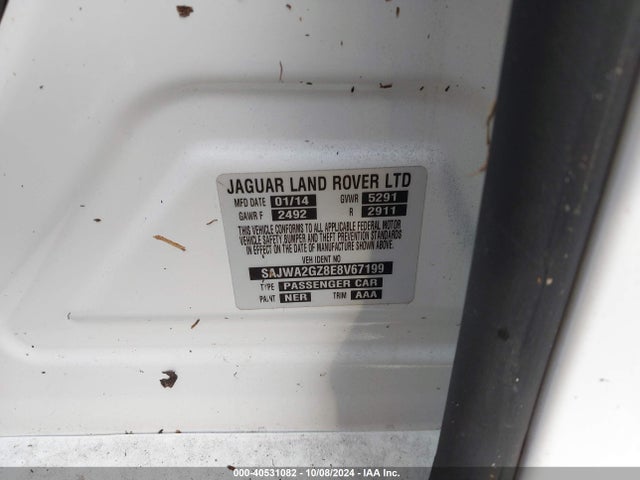 JAGUAR LAND ROVER LTD
MFD DATE 01/14 GVWR 5291
GAWR F 2492 R 2911
THIS VEHICLE CONFORMS TO ALL APPLICABLE FEDERAL MOTOR
VEHICLE SAFETY, BUMPER AND THEFT PREVENTION STANDARDS
IN EFFECT ON THE DATE OF MANUFACTURE SHOWN ABOVE.
VEH IDENT NO
SAJWA2GZ8E8V67199
TYPE PASSENGER CAR
PAINT NER TRIM AAA
000-40531082 - 10/08/2024 - IAA Inc.